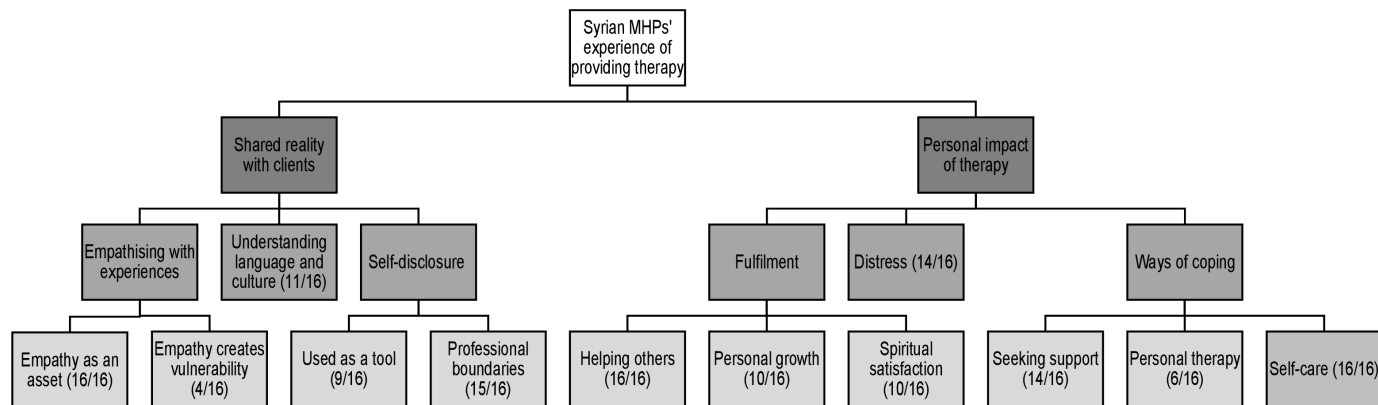 Syrian MHPs'
experience of
providing therapy
Shared reality
with clients
Personal impact
of therapy
Empathising with
experiences
Understanding
language and
culture (11/16)
Self-disclosure
Fulfilment
Distress (14/16)
Ways of coping
Empathy as an
asset (16/16)
Empathy creates
vulnerability
(4/16)
Used as a tool
(9/16)
Professional
boundaries
(15/16)
Helping others
(16/16)
Personal growth
(10/16)
Spiritual
satisfaction
(10/16)
Seeking support
(14/16)
Personal therapy
(6/16)
Self-care (16/16)